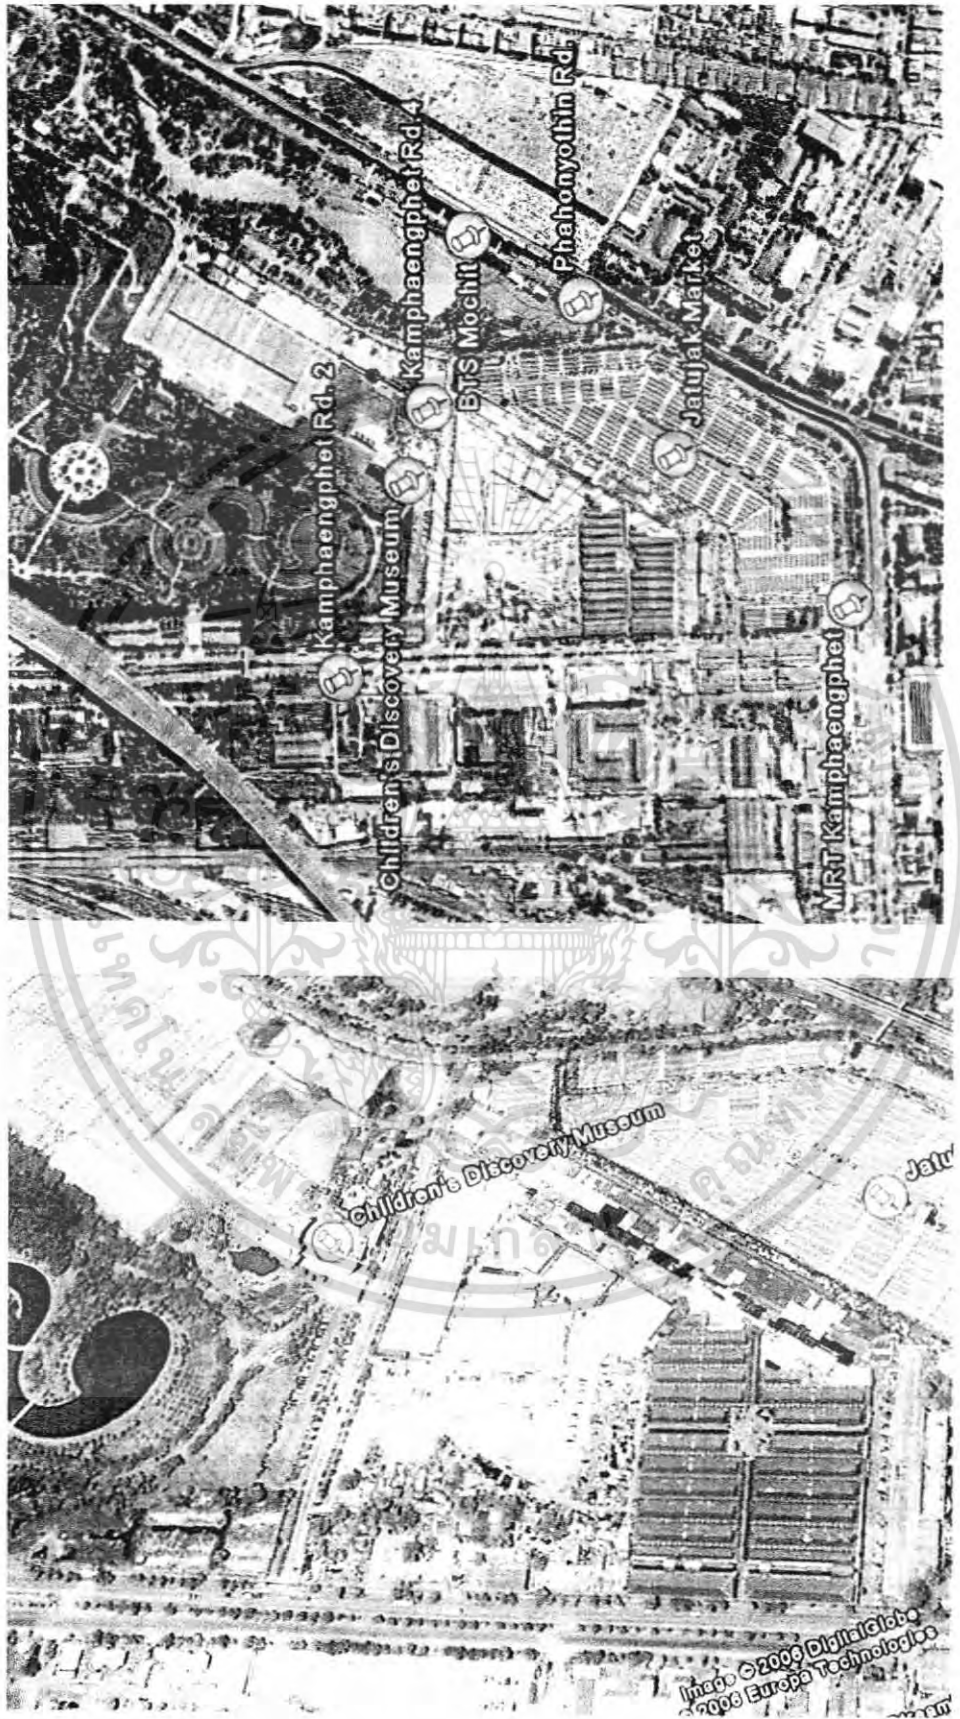 Kamphaengphet Rd. 2
Kamphaengphet Rd. 4
BTS Mochit
Phahonyothin Rd.
Children's Discovery Museum
Jatujak Market
MRT Kamphaengphet
Children's Discovery Museum
Jatu
Image © 2006 DigitalGlobe
© 2006 Europa Technologies